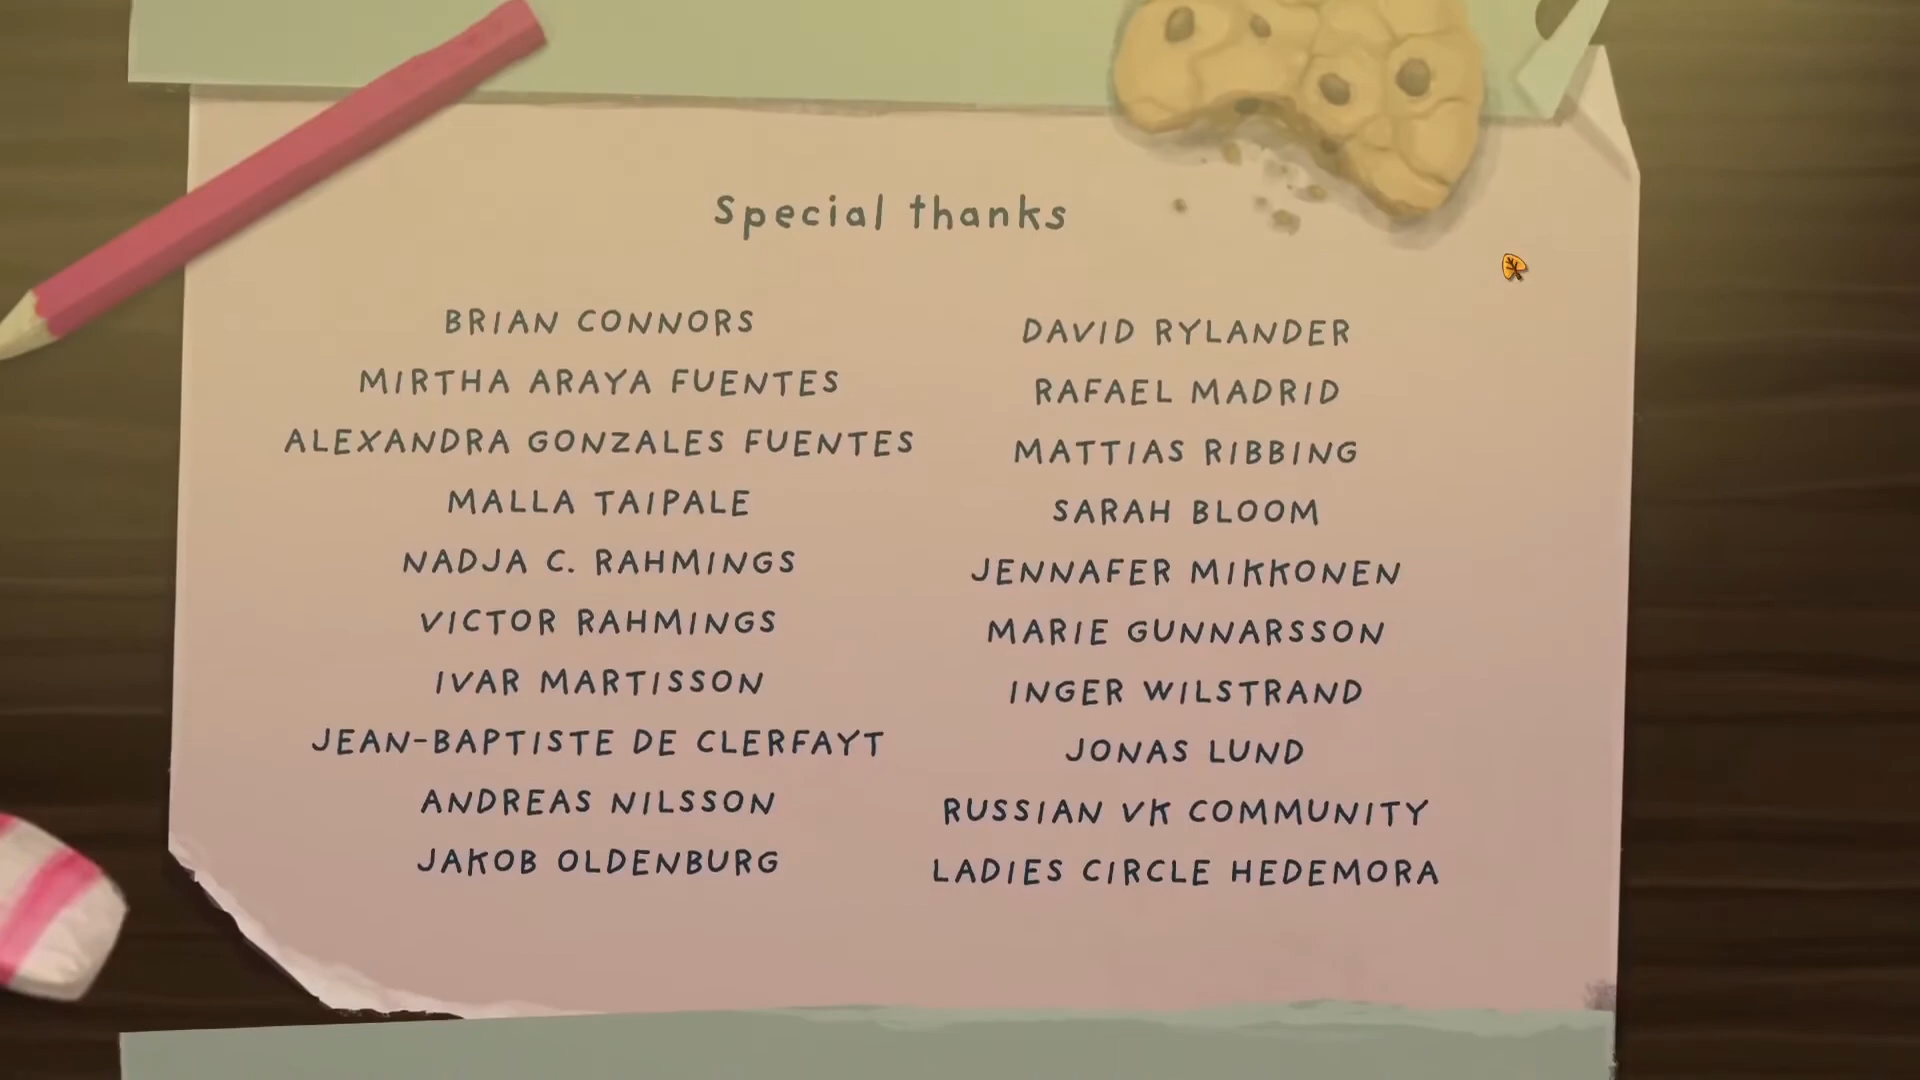 Special thanks
BRIAN CONNORS
MIRTHA ARAYA FUENTES
ALEXANDRA GONZALES FUENTES
MALLA TAIPALE
NADJA C. RAHMINGS
VICTOR RAHMINGS
IVAR MARTISSON
JEAN-BAPTISTE DE CLERFAYT
ANDREAS NILSSON
JAKOB OLDENBURG
DAVID RYLANDER
RAFAEL MADRID
MATTIAS RIBBING
SARAH BLOOM
JENNAFER MIKKONEN
MARIE GUNNARSSON
INGER WILSTRAND
JONAS LUND
RUSSIAN VK COMMUNITY
LADIES CIRCLE HEDEMORA